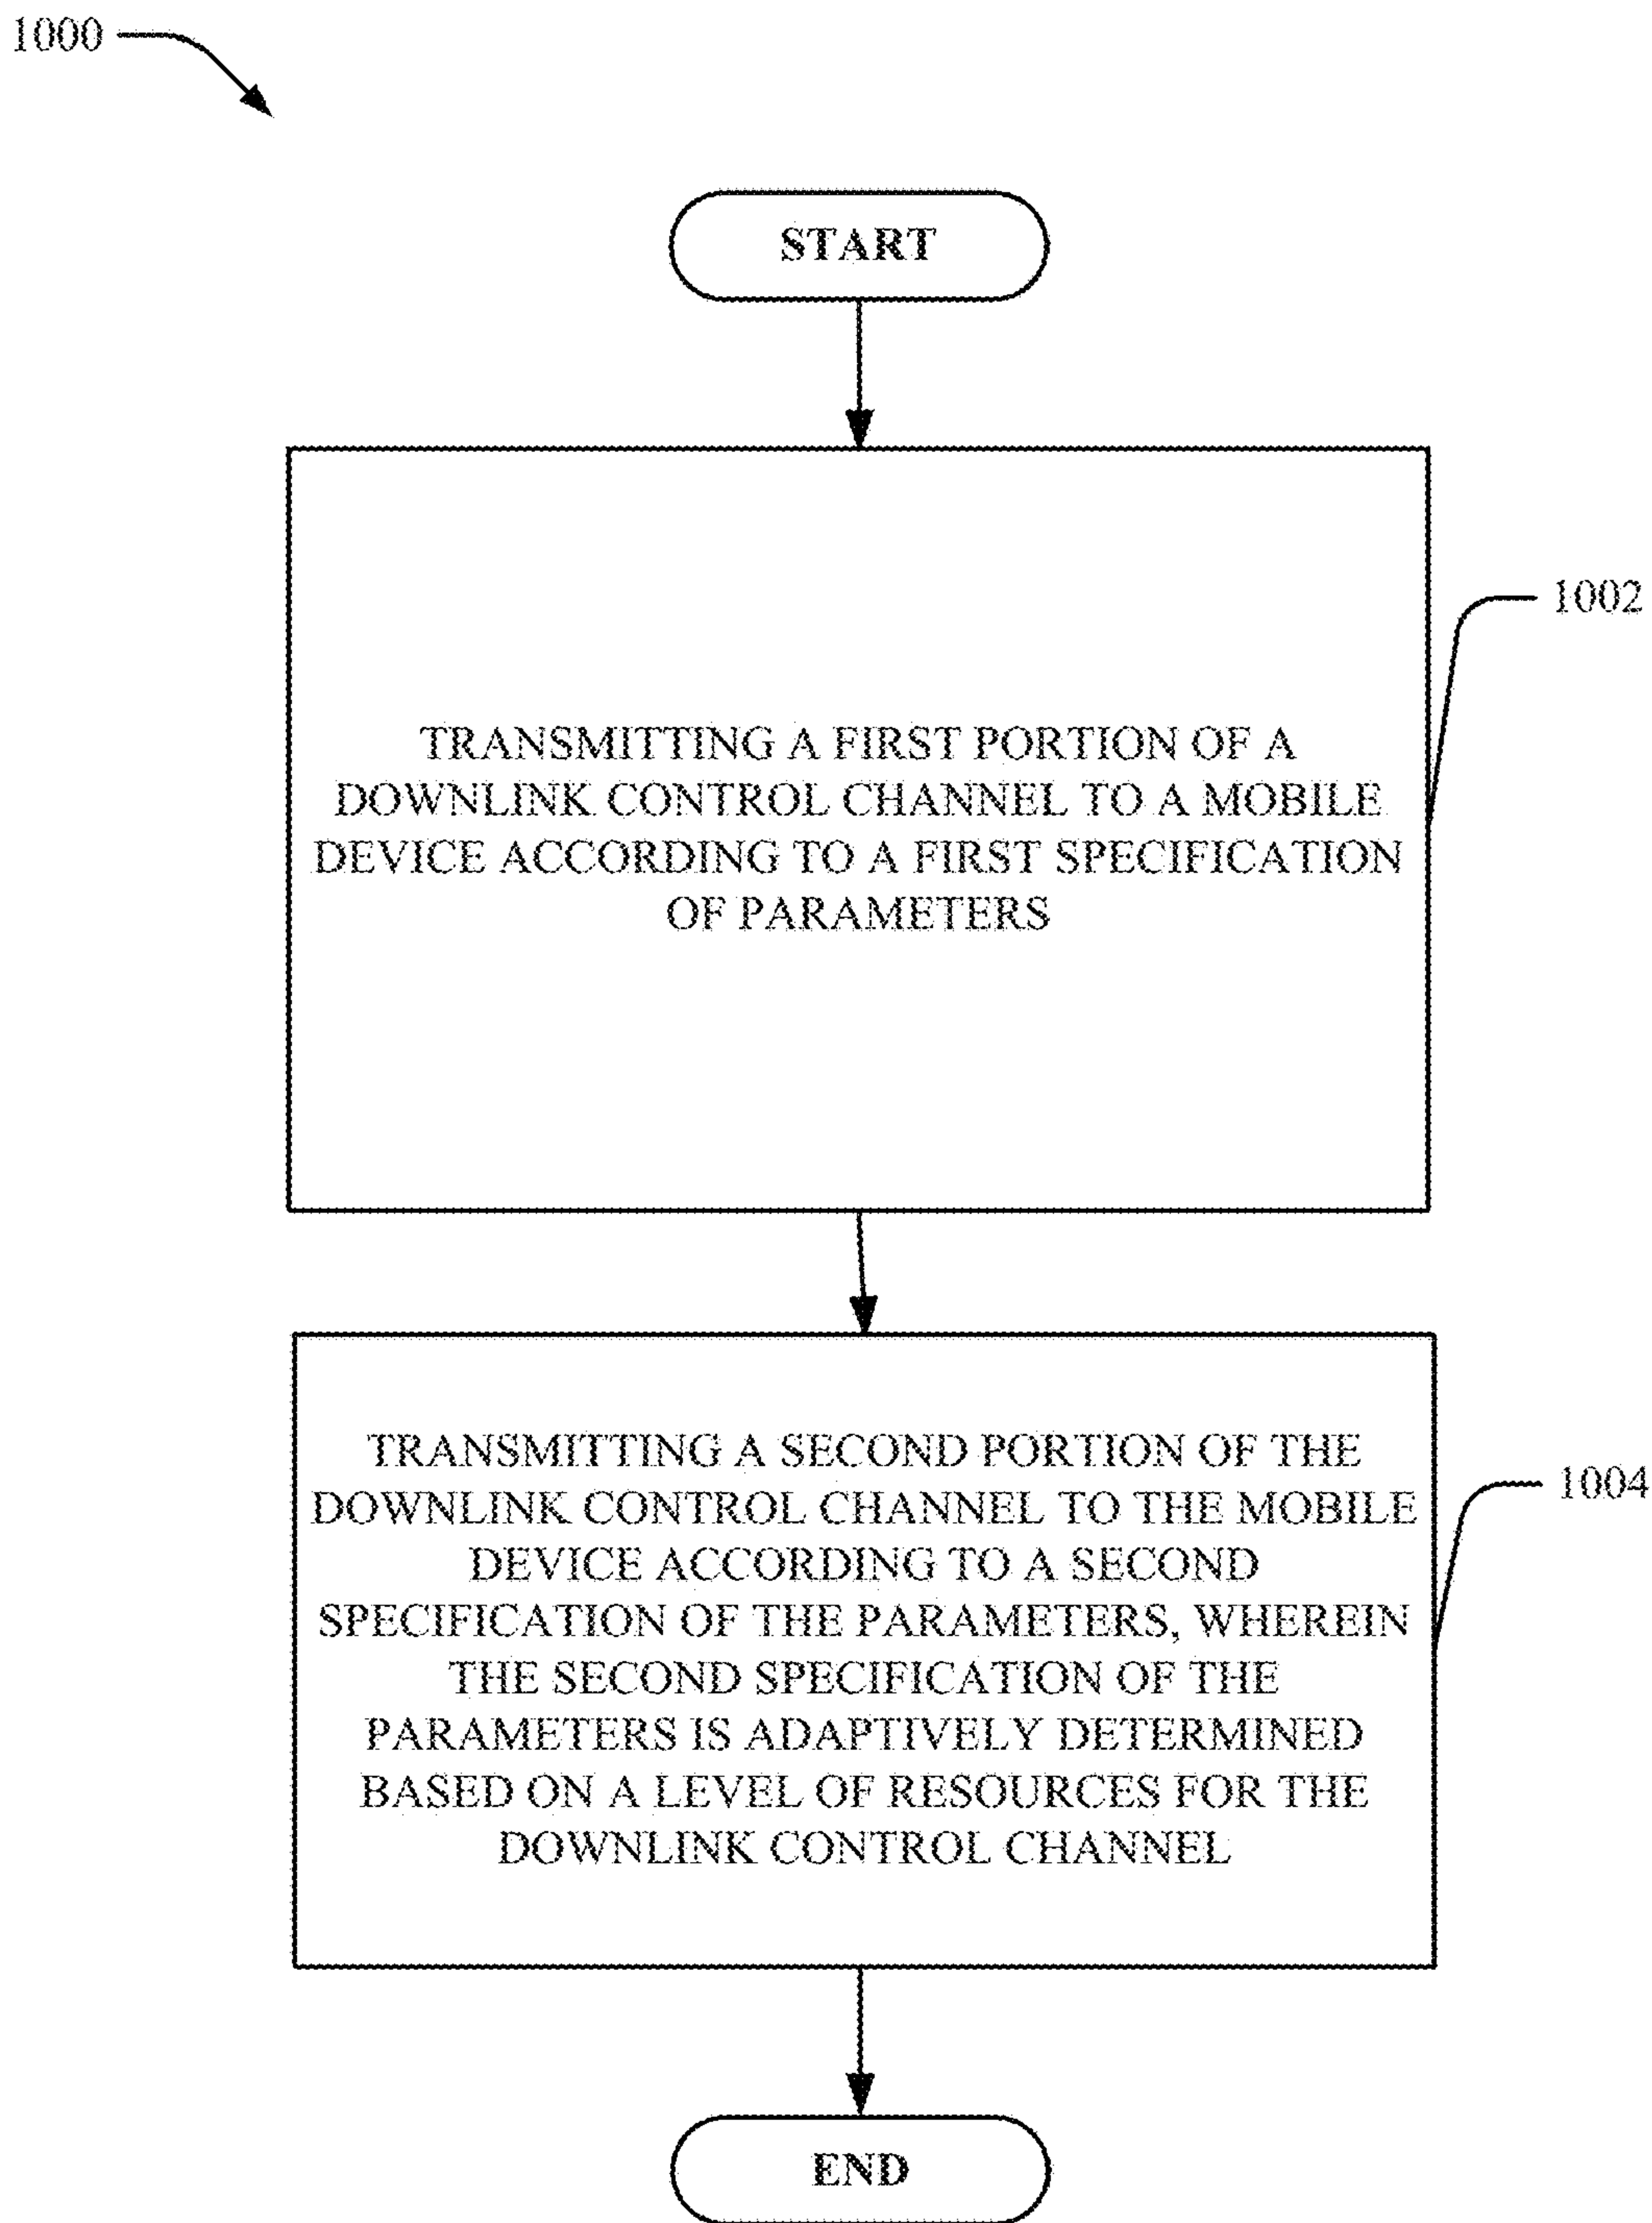 1000
START
TRANSMITTING A FIRST PORTION OF A
DOWNLINK CONTROL CHANNEL TO A MOBILE
DEVICE ACCORDING TO A FIRST SPECIFICATION
OF PARAMETERS
1002
TRANSMITTING A SECOND PORTION OF THE
DOWNLINK CONTROL CHANNEL TO THE MOBILE
DEVICE ACCORDING TO A SECOND
SPECIFICATION OF THE PARAMETERS, WHEREIN
THE SECOND SPECIFICATION OF THE
PARAMETERS IS ADAPTIVELY DETERMINED
BASED ON A LEVEL OF RESOURCES FOR THE
DOWNLINK CONTROL CHANNEL
1004
END